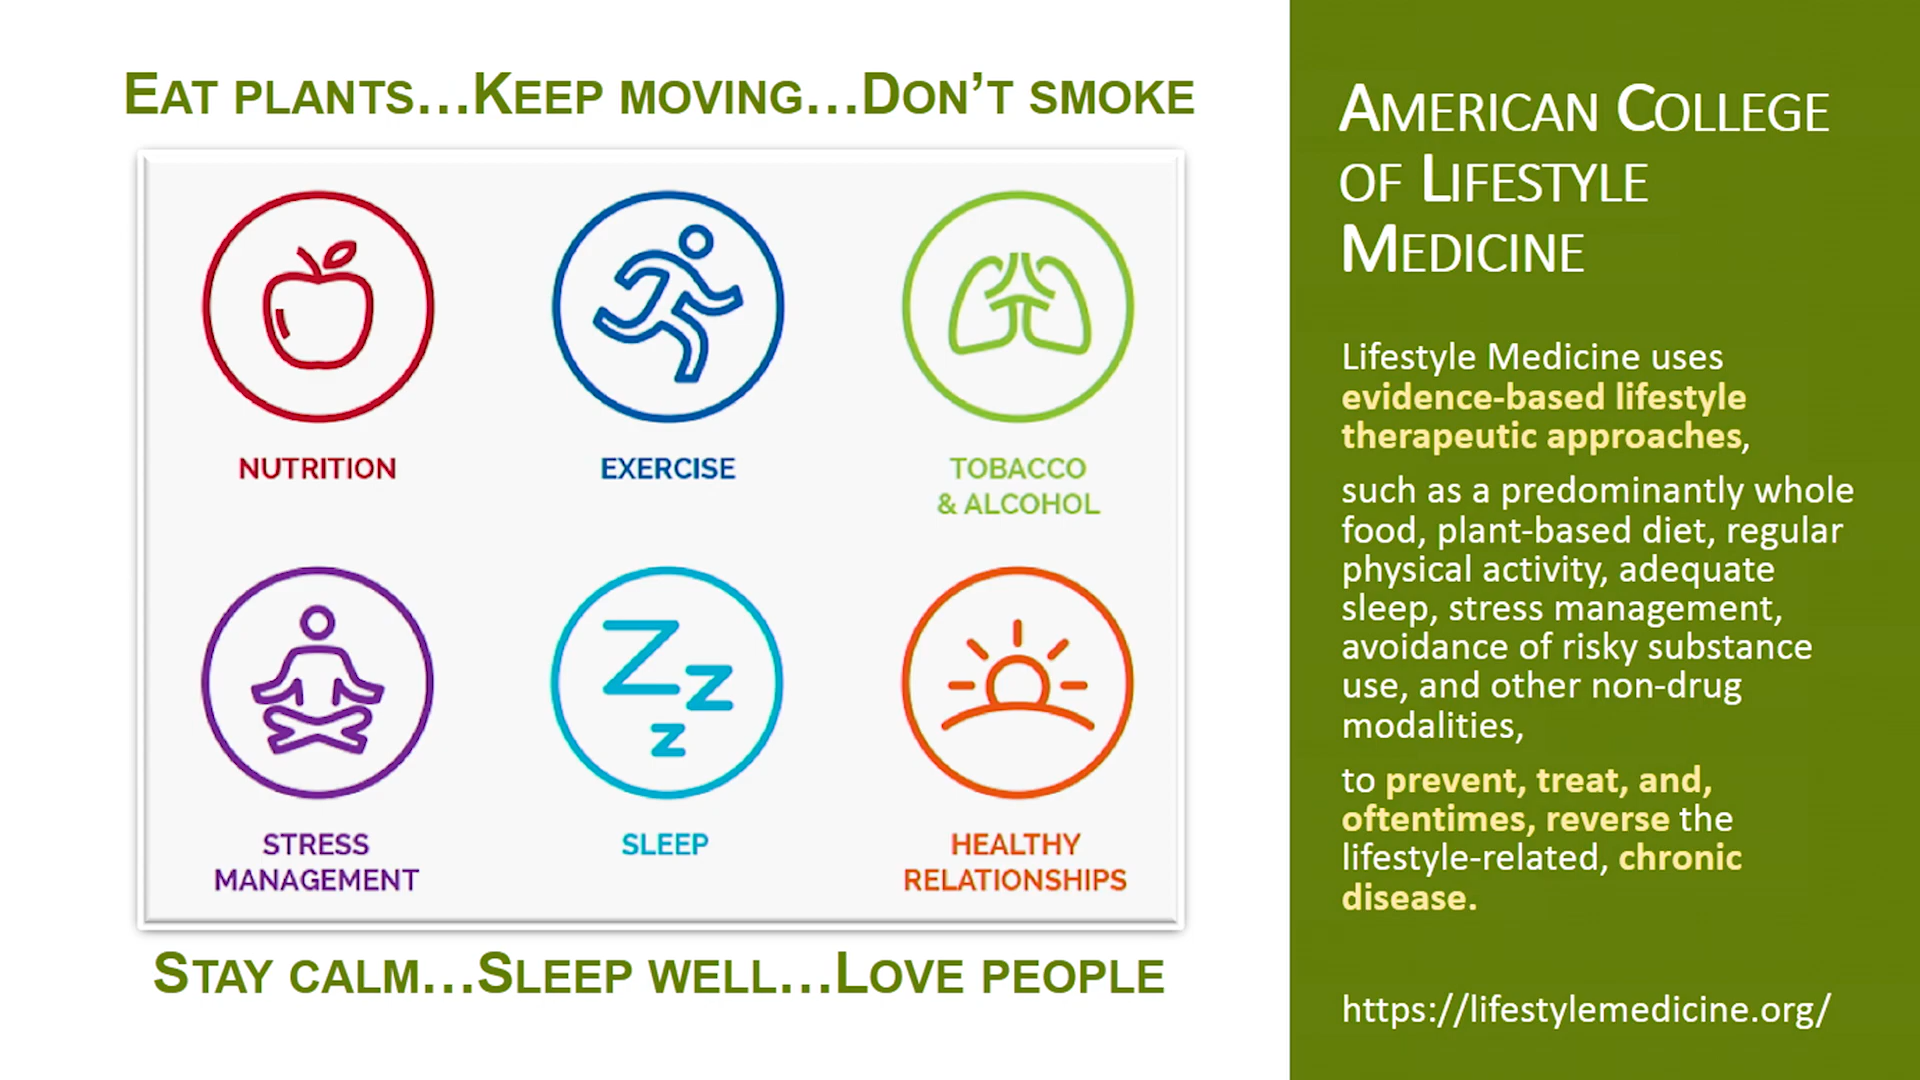 EAT PLANTS...KEEP MOVING...DON'T SMOKE
NUTRITION
EXERCISE
TOBACCO
& ALCOHOL
STRESS
MANAGEMENT
SLEEP
Zzz
HEALTHY
RELATIONSHIPS
STAY CALM...SLEEP WELL...LOVE PEOPLE
AMERICAN COLLEGE
OF LIFESTYLE
MEDICINE
Lifestyle Medicine uses
evidence-based lifestyle
therapeutic approaches,
such as a predominantly whole
food, plant-based diet, regular
physical activity, adequate
sleep, stress management,
avoidance of risky substance
use, and other non-drug
modalities,
to prevent, treat, and,
oftentimes, reverse the
lifestyle-related, chronic
disease.
https://lifestylemedicine.org/